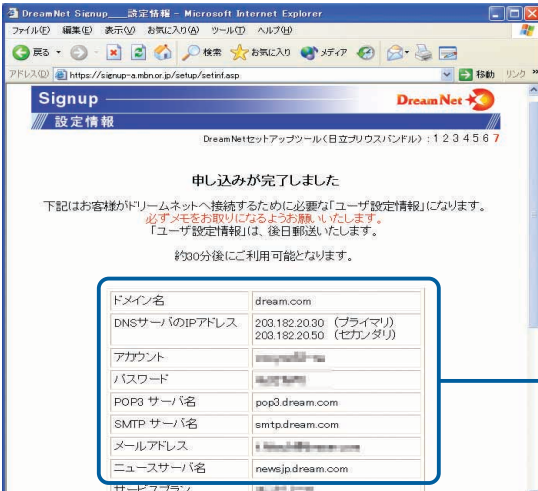 DreamNet Signup___設定情報 - Microsoft Internet Explorer
ファイル(F) 編集(E) 表示(V) お気に入り(A) ツール(T) ヘルプ(H)
戻る 検索 お気に入り メディア
アドレス(D) https://signup-a.mbn.or.jp/setup/setinf.asp 移動 リンク »
Signup Dream Net
設定情報
DreamNetセットアップツール(日立プリウスバンドル) : 1 2 3 4 5 6 7
申し込みが完了しました
下記はお客様がドリームネットへ接続するために必要な「ユーザ設定情報」になります。
必ずメモをお取りになるようお願いいたします。
「ユーザ設定情報」は、後日郵送いたします。
約30分後にご利用可能となります。
ドメイン名 dream.com
DNSサーバのIPアドレス 203.182.20.30 (プライマリ)
203.182.20.50 (セカンダリ)
アカウント
パスワード
POP3 サーバ名 pop3.dream.com
SMTP サーバ名 smtp.dream.com
メールアドレス
ニュースサーバ名 newsjp.dream.com
サービスプラン